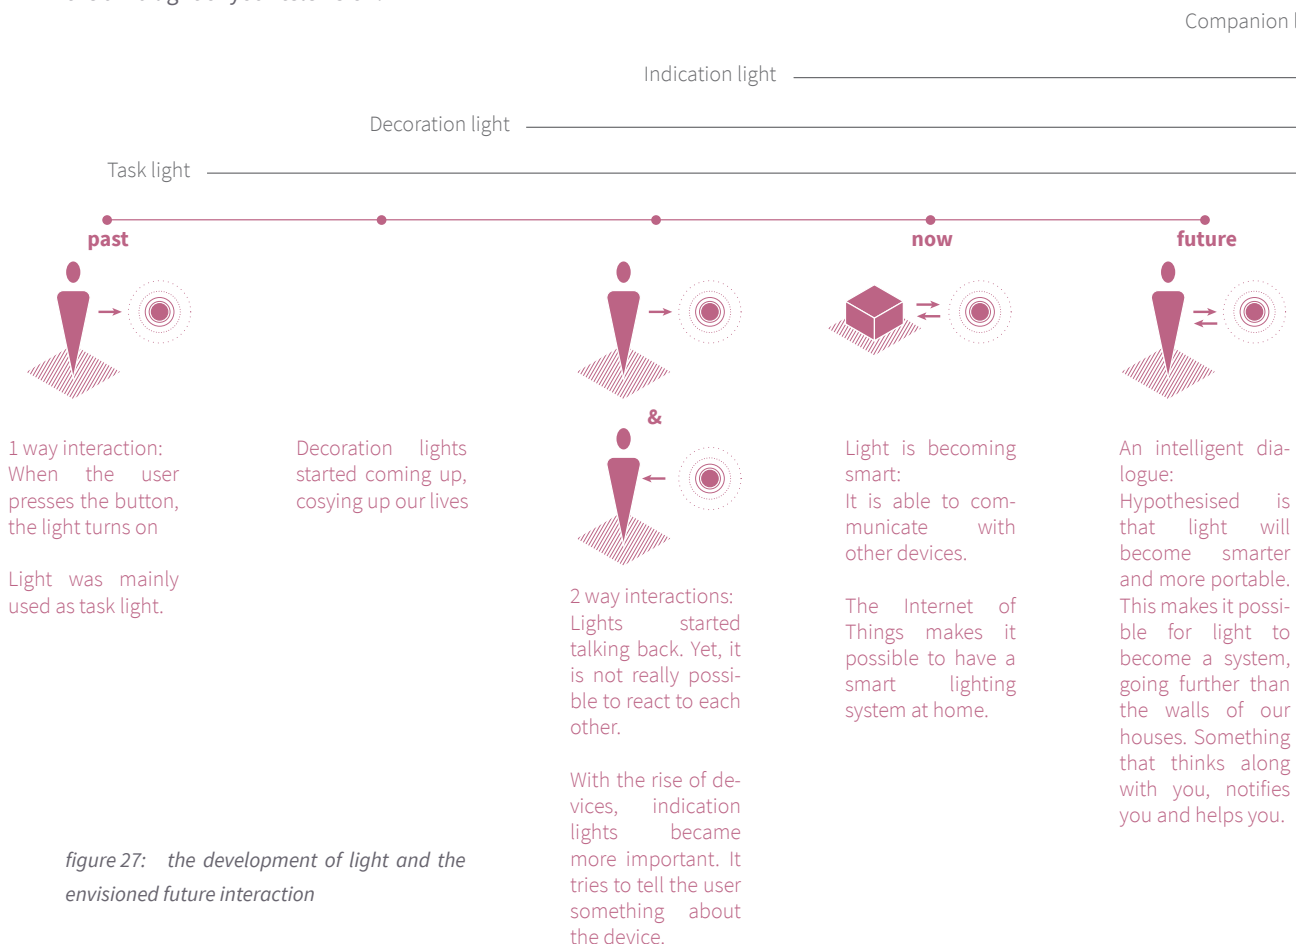 Companion
Indication light
Decoration light
Task light
past
now
future
&
1 way interaction:
When the user
presses the button,
the light turns on
Light was mainly
used as task light.
Decoration lights
started coming up,
cosying up our lives
2 way interactions:
Lights started
talking back. Yet, it
is not really possi-
ble to react to each
other.
With the rise of de-
vices, indication
lights became
more important. It
tries to tell the user
something about
the device.
Light is becoming
smart:
It is able to com-
municate with
other devices.
The Internet of
Things makes it
possible to have a
smart lighting
system at home.
An intelligent dia-
logue:
Hypothesised is
that light will
become smarter
and more portable.
This makes it possi-
ble for light to
become a system,
going further than
the walls of our
houses. Something
that thinks along
with you, notifies
you and helps you.
figure 27: the development of light and the
envisioned future interaction